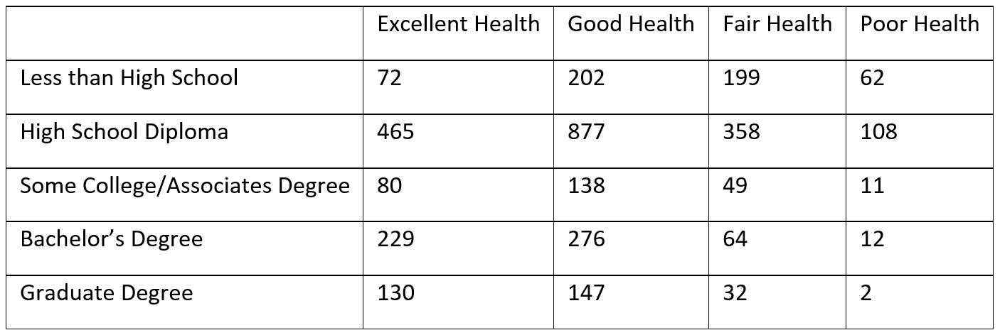 Excellent Health Good Health Fair Health Poor Health
Less than High School 72 202 199 62
High School Diploma 465 877 358 108
Some College/Associates Degree 80 138 49 11
Bachelor’s Degree 229 276 64 12
Graduate Degree 130 147 32 2